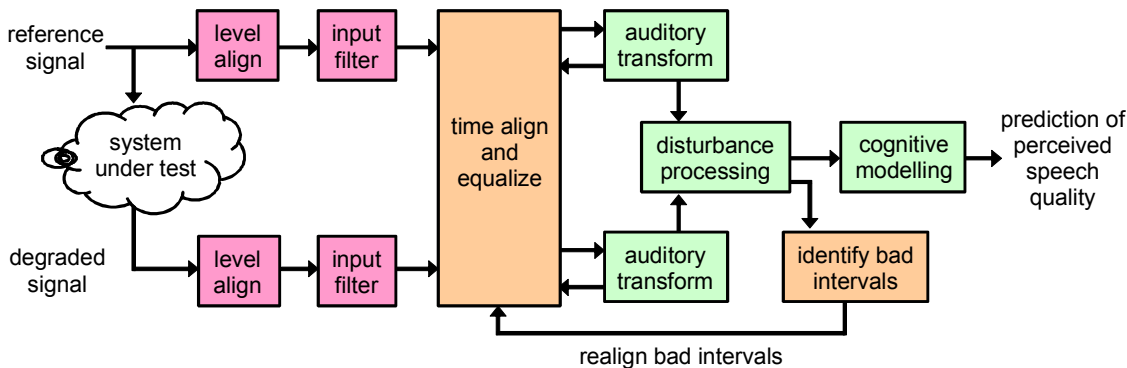 reference
signal
level
align
input
filter
auditory
transform
system
under test
time align
and
equalize
disturbance
processing
cognitive
modelling
prediction of
perceived
speech
quality
degraded
signal
level
align
input
filter
auditory
transform
identify bad
intervals
realign bad intervals